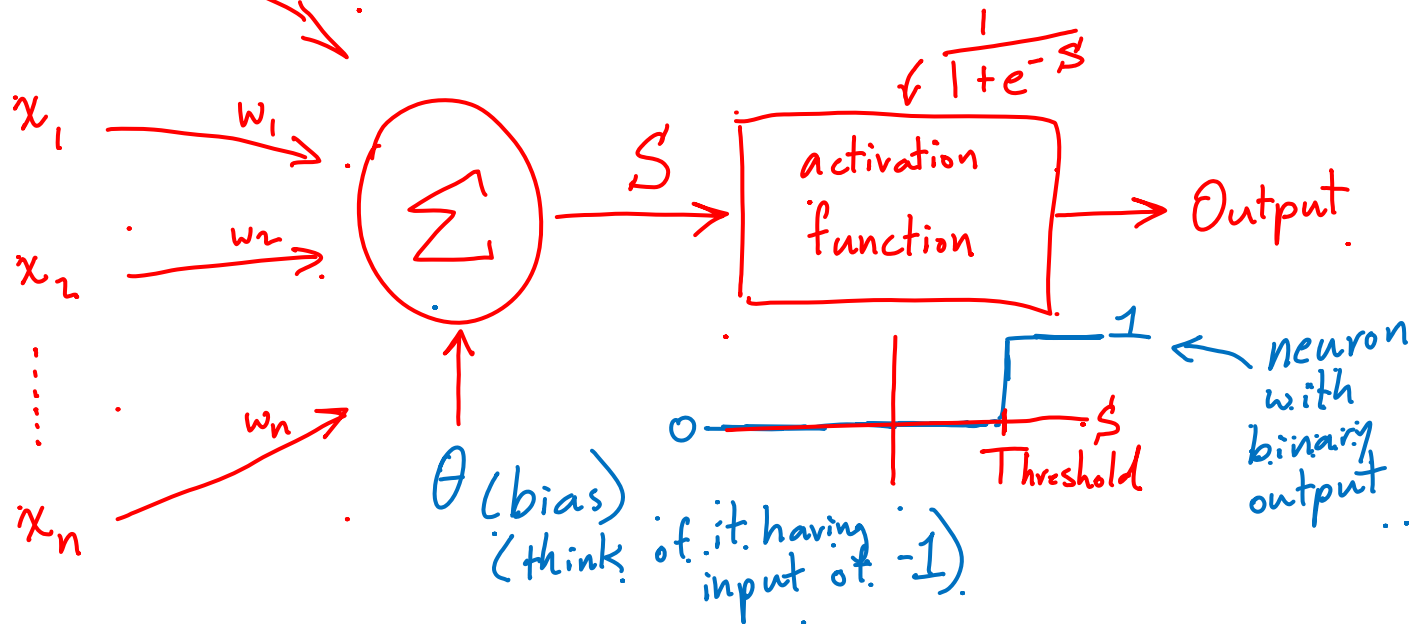 1
1+e^-S
x1
w1
Σ
S
activation
function
Output
x2
w2
xn
wn
θ (bias)
(think of it having
input of -1)
0
1
S
Threshold
neuron
with
binary
output